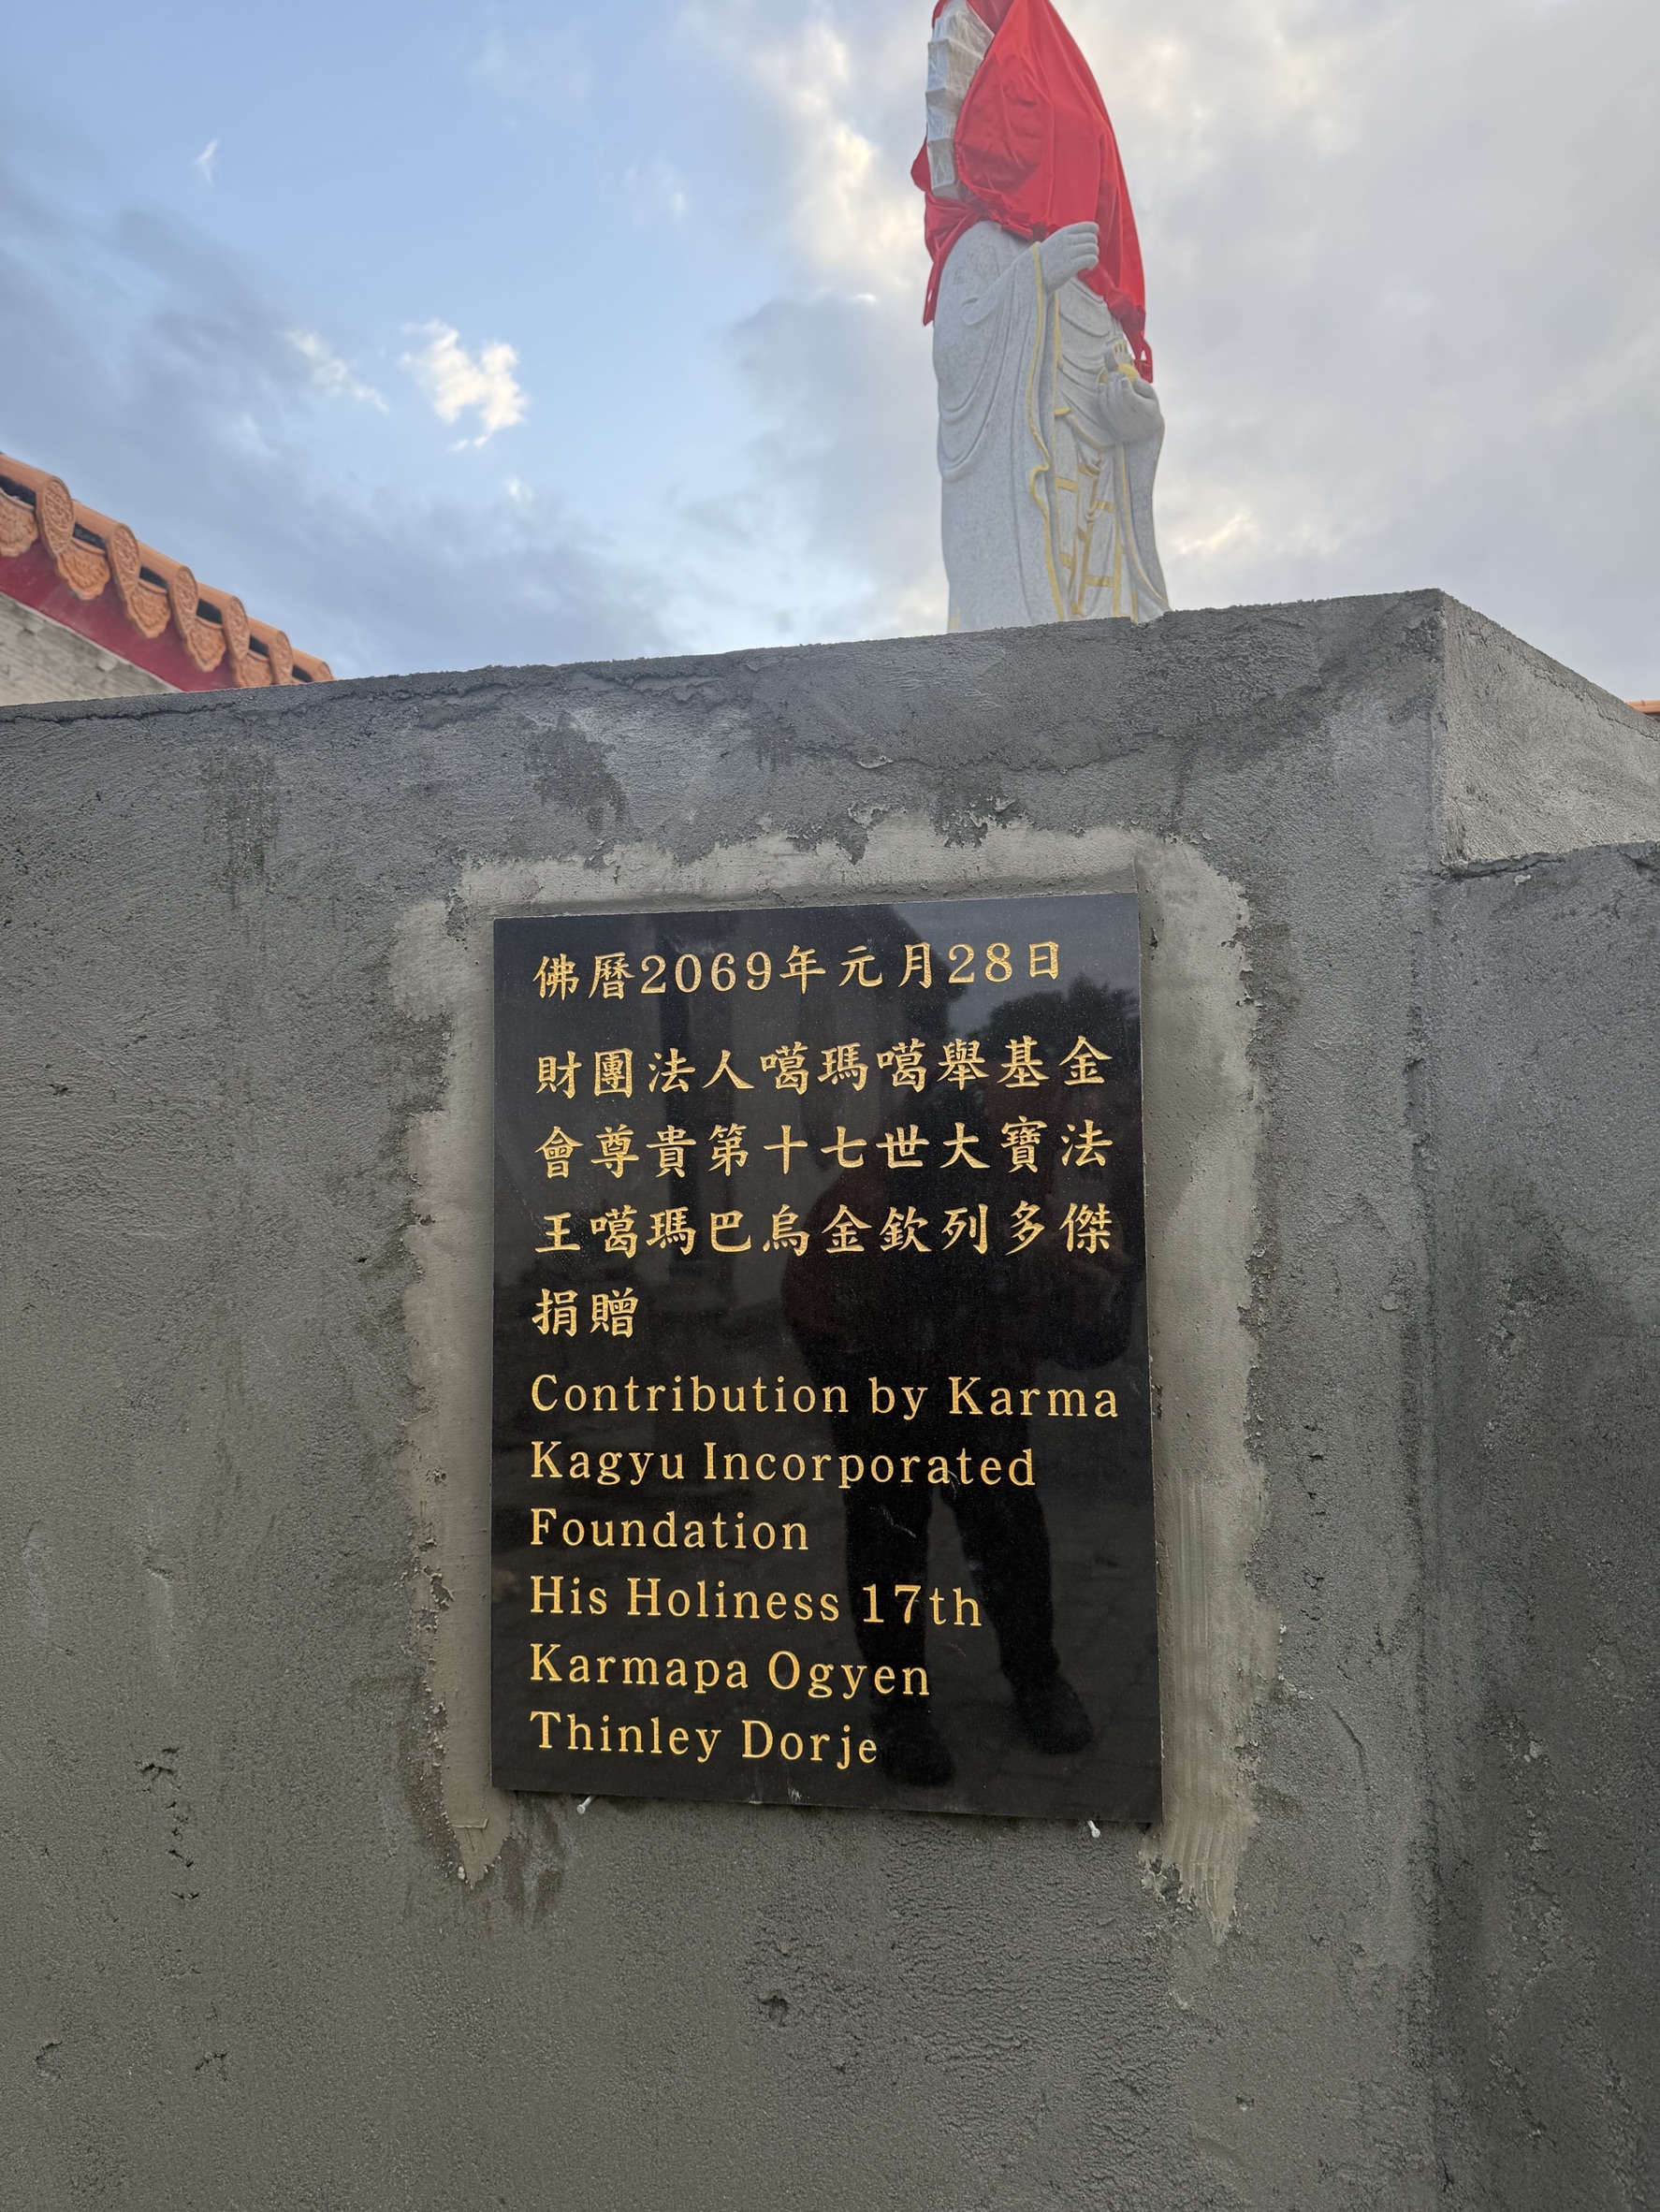 佛曆2069年元月28日
財團法人噶瑪噶舉基金
會尊貴第十七世大寶法
王噶瑪巴烏金欽列多傑
捐贈
Contribution by Karma
Kagyu Incorporated
Foundation
His Holiness 17th
Karmapa Ogyen
Thinley Dorje